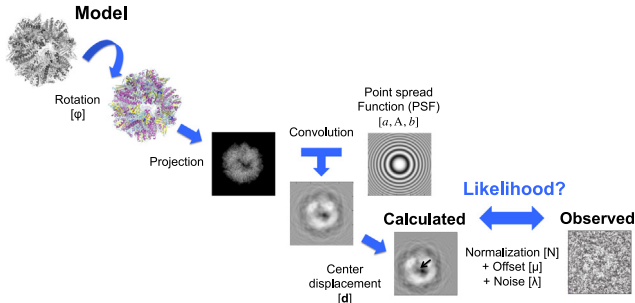 Model
Rotation
[φ]
Projection
Convolution
Point spread
Function (PSF)
[a, A, b]
Center
displacement
[d]
Calculated
Likelihood?
Observed
Normalization [N]
+ Offset [μ]
+ Noise [λ]